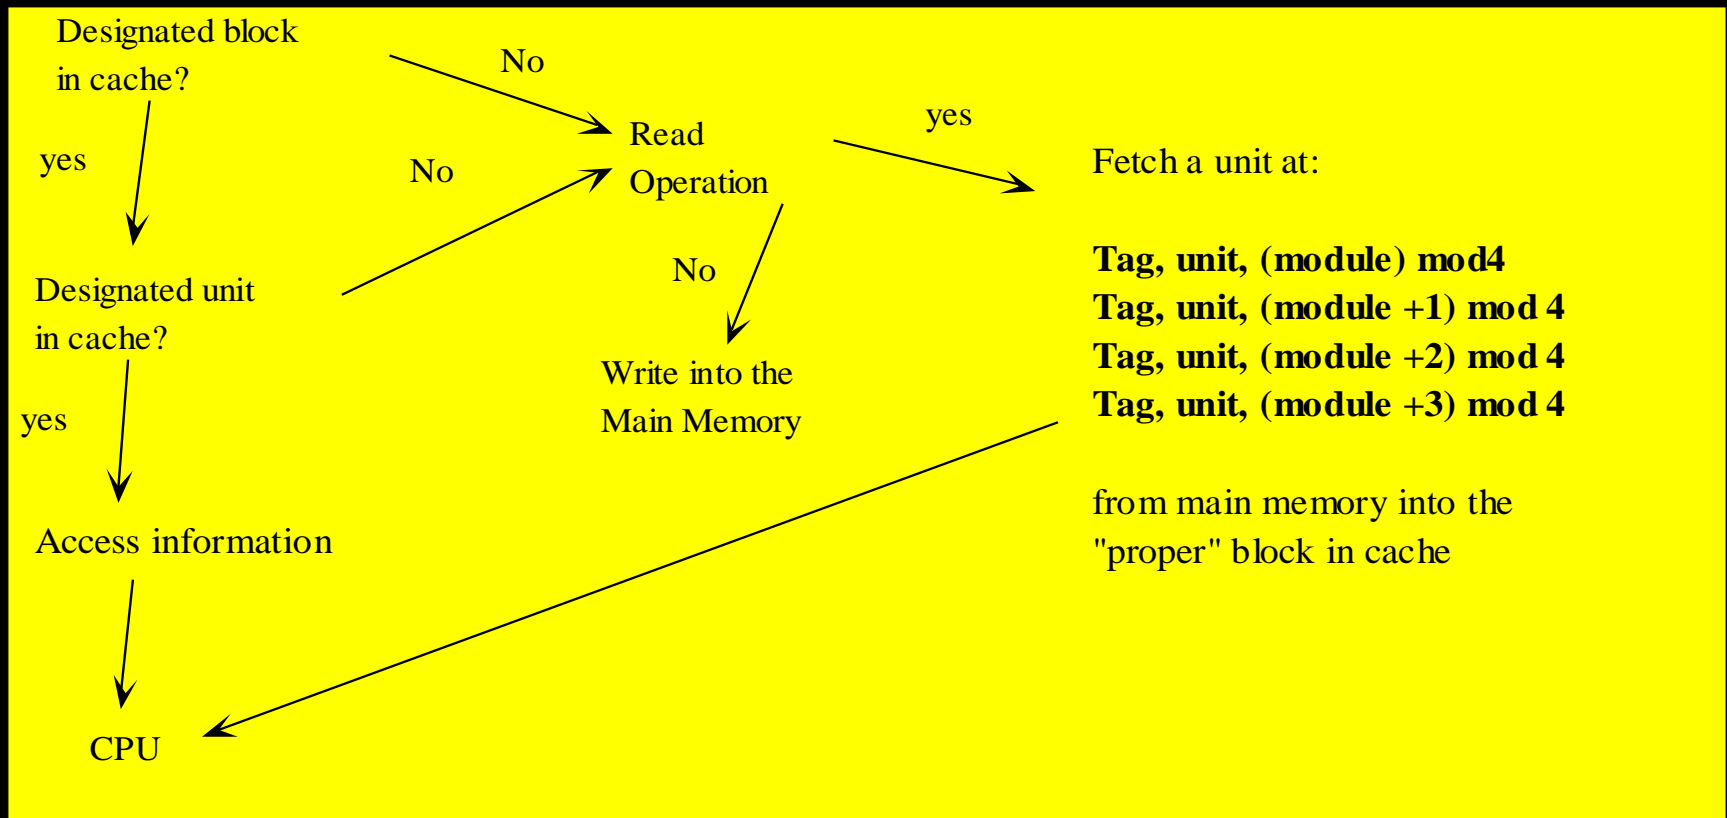 Designated block
in cache?
No
yes
No
Read
Operation
yes
Fetch a unit at:
Tag, unit, (module) mod4
Tag, unit, (module +1) mod 4
Tag, unit, (module +2) mod 4
Tag, unit, (module +3) mod 4
from main memory into the
"proper" block in cache
Designated unit
in cache?
No
Write into the
Main Memory
yes
Access information
CPU